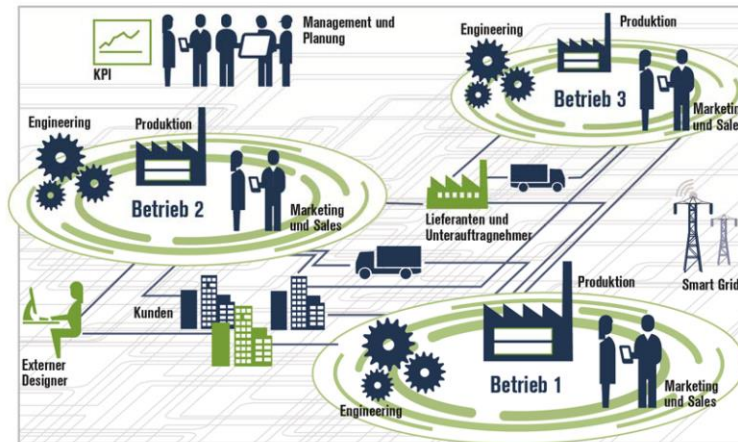 KPI
Management und
Planung
Engineering
Produktion
Betrieb 3
Marketing
und Sales
Engineering
Produktion
Betrieb 2
Marketing
und Sales
Lieferanten und
Unterauftragnehmer
Smart Grid
Kunden
Externer
Designer
Produktion
Betrieb 1
Engineering
Marketing
und Sales